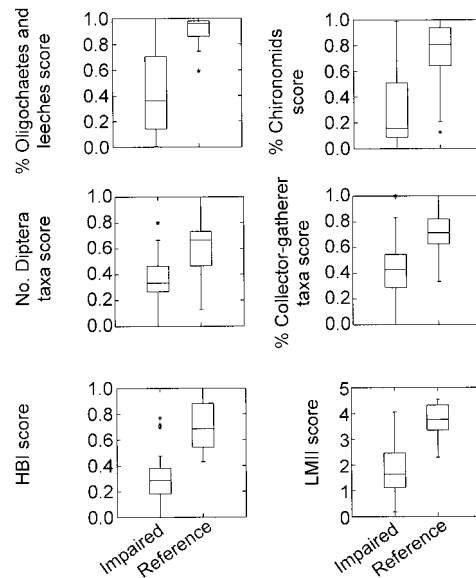 % Oligochaetes and
leeches score
1.0
0.8
0.6
0.4
0.2
0.0
% Chironomids
score
1.0
0.8
0.6
0.4
0.2
0.0
No. Diptera
taxa score
1.0
0.8
0.6
0.4
0.2
0.0
% Collector-gatherer
taxa score
1.0
0.8
0.6
0.4
0.2
0.0
HBI score
1.0
0.8
0.6
0.4
0.2
0.0
Impaired
Reference
LMII score
5
4
3
2
1
0
Impaired
Reference